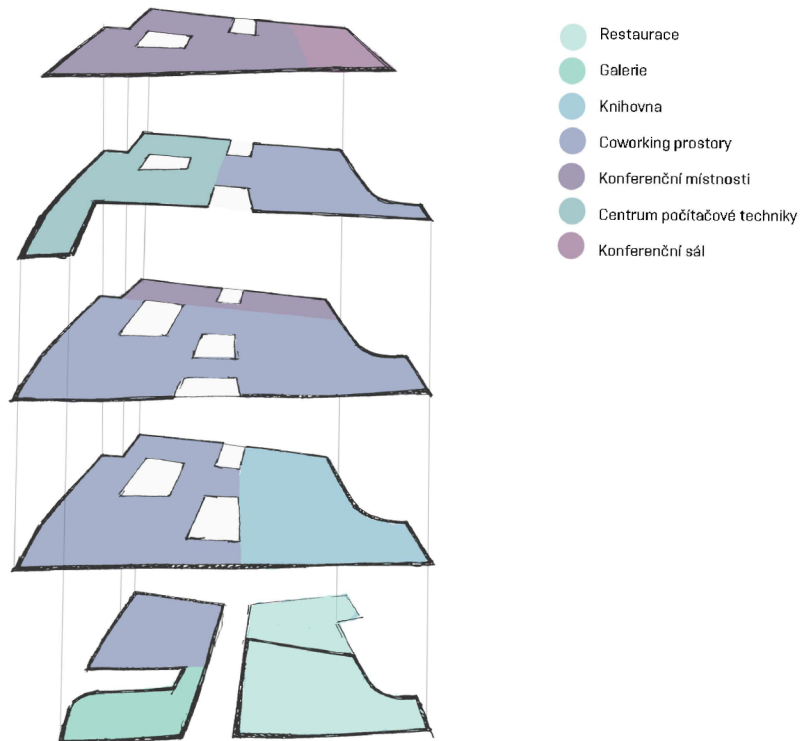 Restaurace
Galerie
Knihovna
Coworking prostory
Konferenční místnosti
Centrum počítačové techniky
Konferenční sál